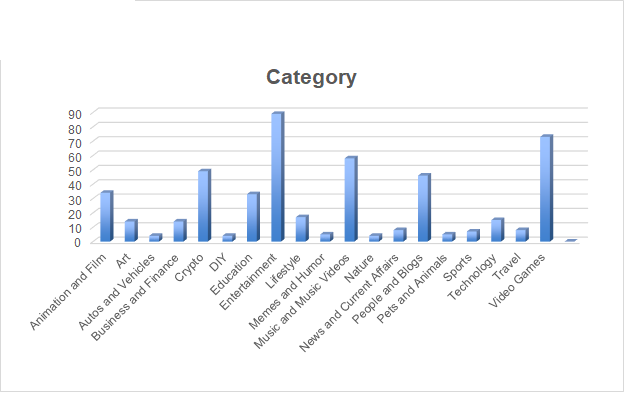 Category
90
80
70
60
50
40
30
20
10
0
Animation and Film
Art
Autos and Vehicles
Business and Finance
Crypto
DIY
Education
Entertainment
Lifestyle
Memes and Humor
Music and Music Videos
Nature
News and Current Affairs
People and Blogs
Pets and Animals
Sports
Technology
Travel
Video Games